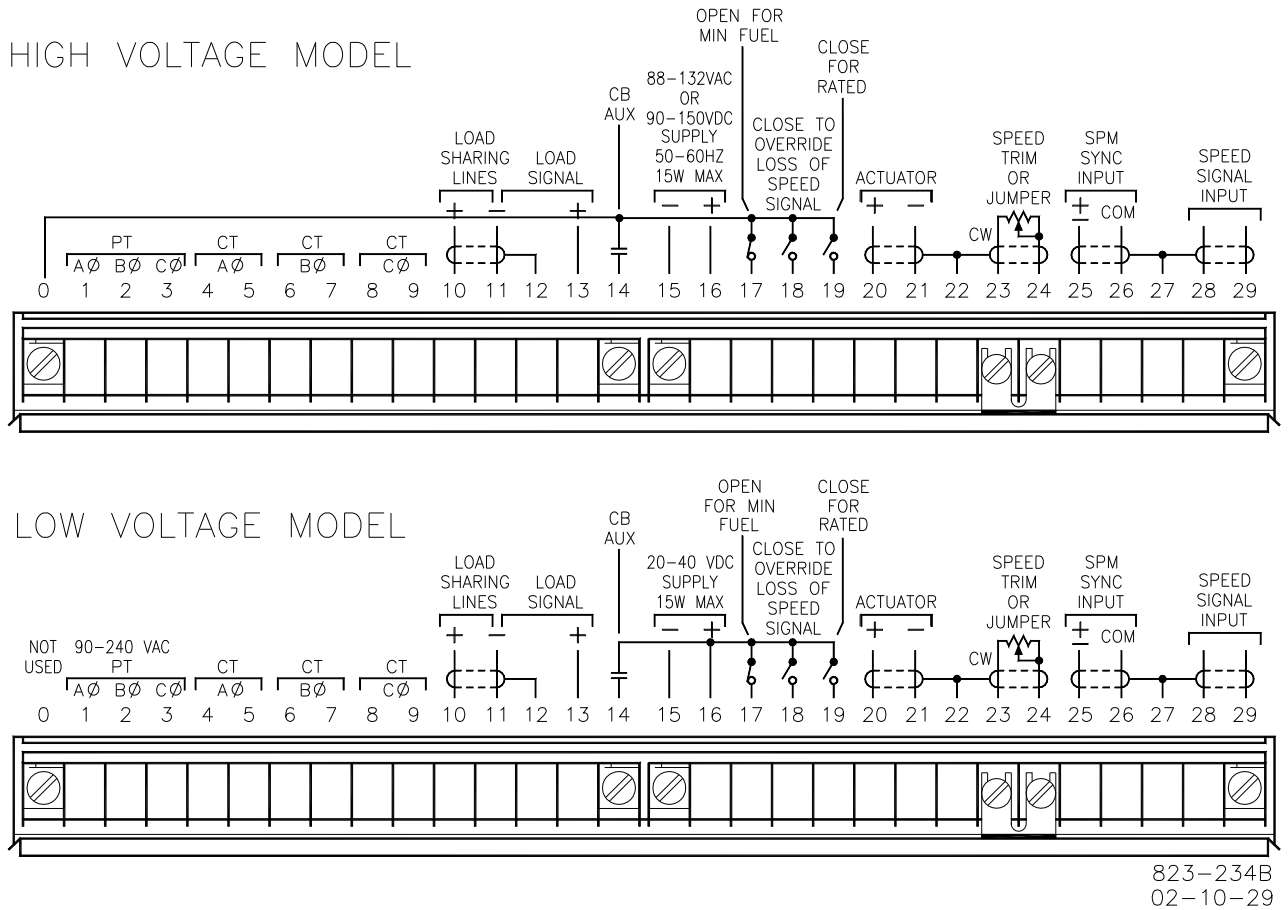 HIGH VOLTAGE MODEL
OPEN FOR
MIN FUEL
CLOSE
FOR
RATED
CB
AUX
88-132VAC
OR
90-150VDC
SUPPLY
50-60HZ
15W MAX
CLOSE TO
OVERRIDE
LOSS OF
SPEED
SIGNAL
LOAD
SHARING
LINES
LOAD
SIGNAL
ACTUATOR
SPEED
TRIM
OR
JUMPER
SPM
SYNC
INPUT
SPEED
SIGNAL
INPUT
+ - + - + + - ± COM
CW
PT CT CT CT
AØ BØ CØ AØ BØ CØ
0 1 2 3 4 5 6 7 8 9 10 11 12 13 14 15 16 17 18 19 20 21 22 23 24 25 26 27 28 29
LOW VOLTAGE MODEL
OPEN
FOR MIN
FUEL
CLOSE
FOR
RATED
CB
AUX
20-40 VDC
SUPPLY
15W MAX
CLOSE TO
OVERRIDE
LOSS OF
SPEED
SIGNAL
LOAD
SHARING
LINES
LOAD
SIGNAL
ACTUATOR
SPEED
TRIM
OR
JUMPER
SPM
SYNC
INPUT
SPEED
SIGNAL
INPUT
+ - + - + + - ± COM
CW
NOT
USED
90-240 VAC
PT CT CT CT
AØ BØ CØ AØ BØ CØ
0 1 2 3 4 5 6 7 8 9 10 11 12 13 14 15 16 17 18 19 20 21 22 23 24 25 26 27 28 29
823-234B
02-10-29